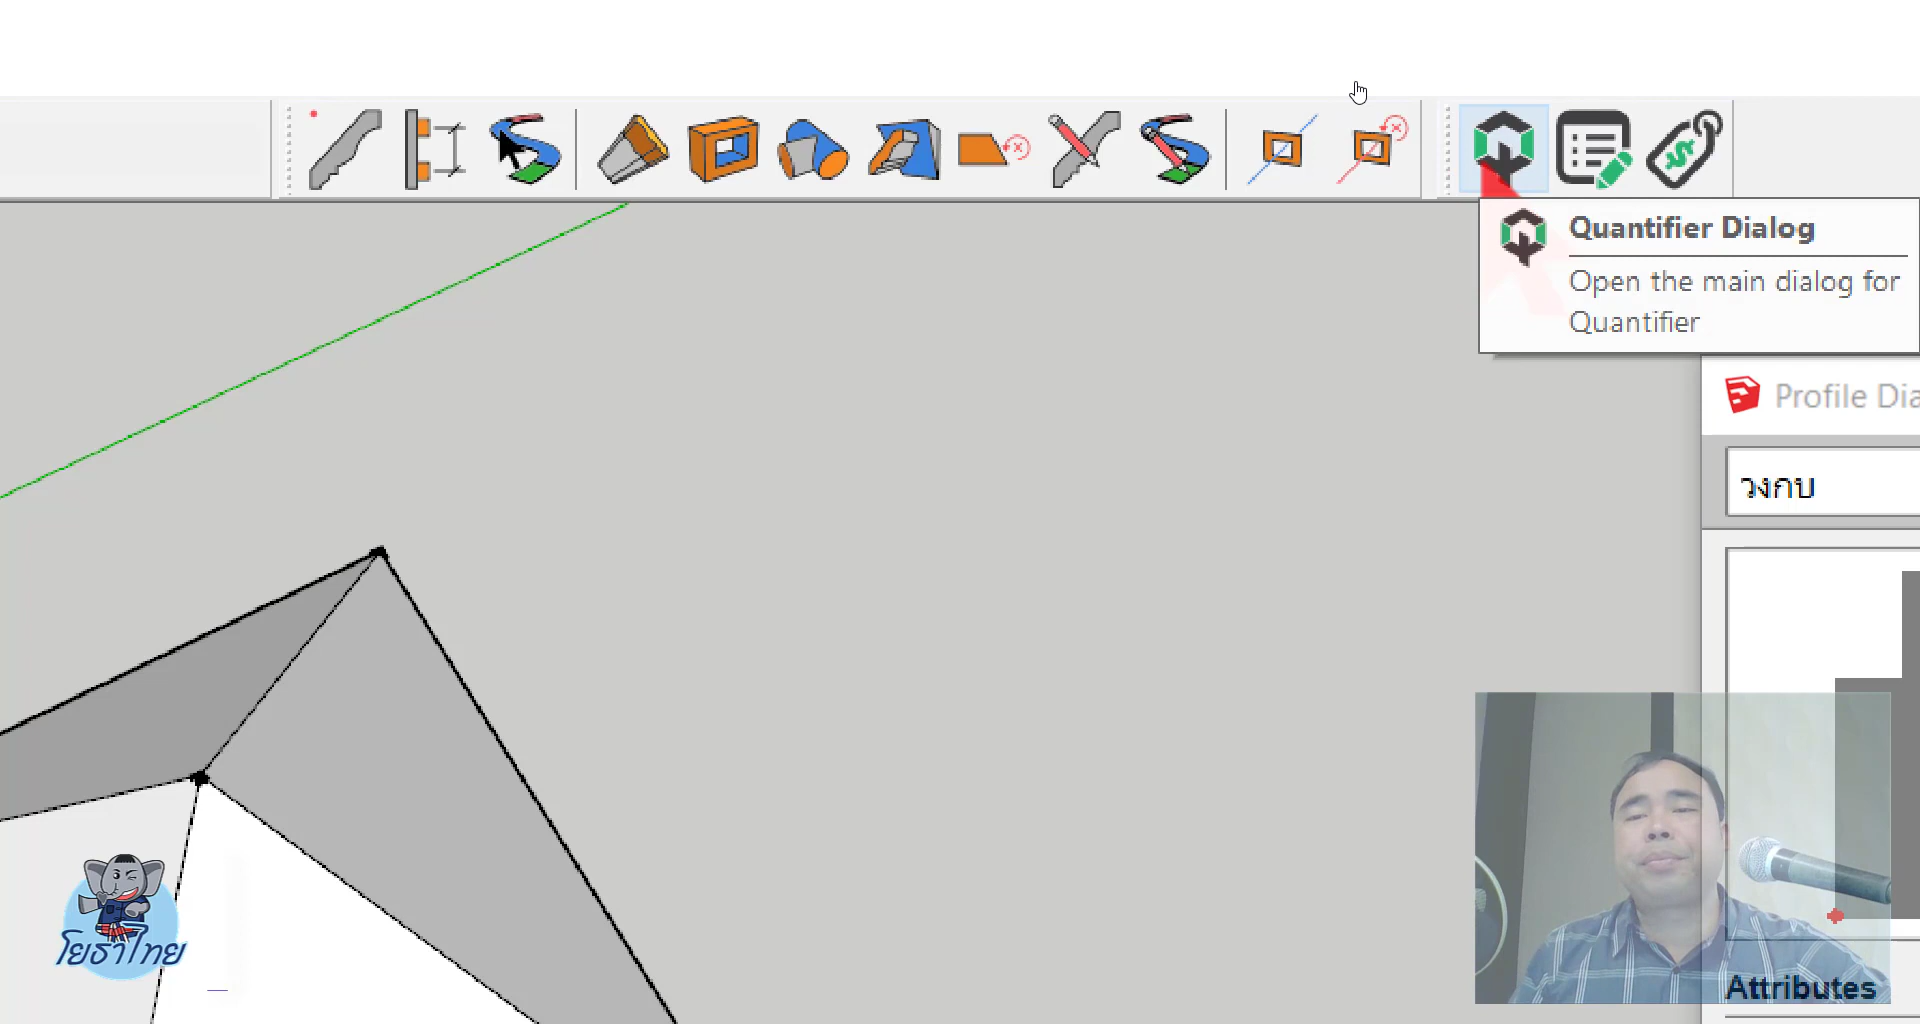 Quantifier Dialog
Open the main dialog for
Quantifier
Profile Dia
วงกบ
โยธาไทย
Attributes